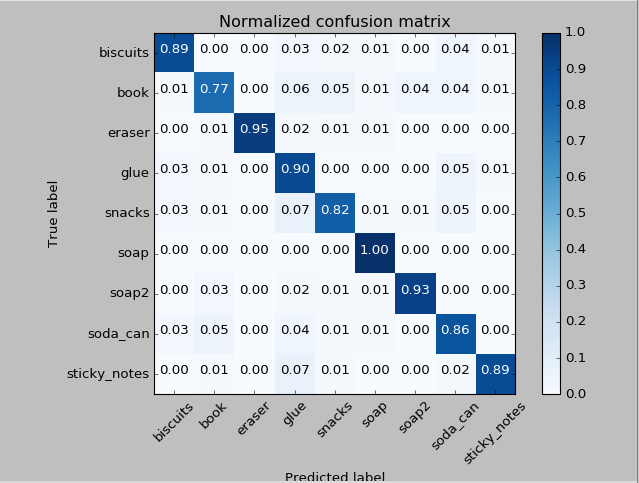 Normalized confusion matrix
1.0
biscuits 0.89 0.00 0.00 0.03 0.02 0.01 0.00 0.04 0.01
0.9
book 0.01 0.77 0.00 0.06 0.05 0.01 0.04 0.04 0.01
0.8
eraser 0.00 0.01 0.95 0.02 0.01 0.01 0.00 0.00 0.00
0.7
glue 0.03 0.01 0.00 0.90 0.00 0.00 0.00 0.05 0.01
0.6
True label
snacks 0.03 0.01 0.00 0.07 0.82 0.01 0.01 0.05 0.00
0.5
soap 0.00 0.00 0.00 0.00 0.00 1.00 0.00 0.00 0.00
0.4
soap2 0.00 0.03 0.00 0.02 0.01 0.01 0.93 0.00 0.00
0.3
0.2
soda_can 0.03 0.05 0.00 0.04 0.01 0.01 0.00 0.86 0.00
0.1
sticky_notes 0.00 0.01 0.00 0.07 0.01 0.00 0.00 0.02 0.89
0.0
biscuits book eraser glue snacks soap soap2 soda_can sticky_notes
Predicted label